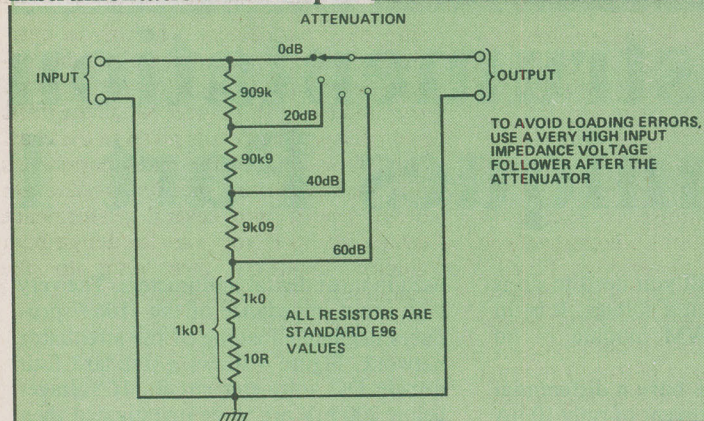 ATTENUATION
0dB
INPUT
OUTPUT
909k
20dB
TO AVOID LOADING ERRORS,
USE A VERY HIGH INPUT
IMPEDANCE VOLTAGE
FOLLOWER AFTER THE
ATTENUATOR
90k9
40dB
9k09
60dB
1k0
1k01
ALL RESISTORS ARE
STANDARD E96
VALUES
10R